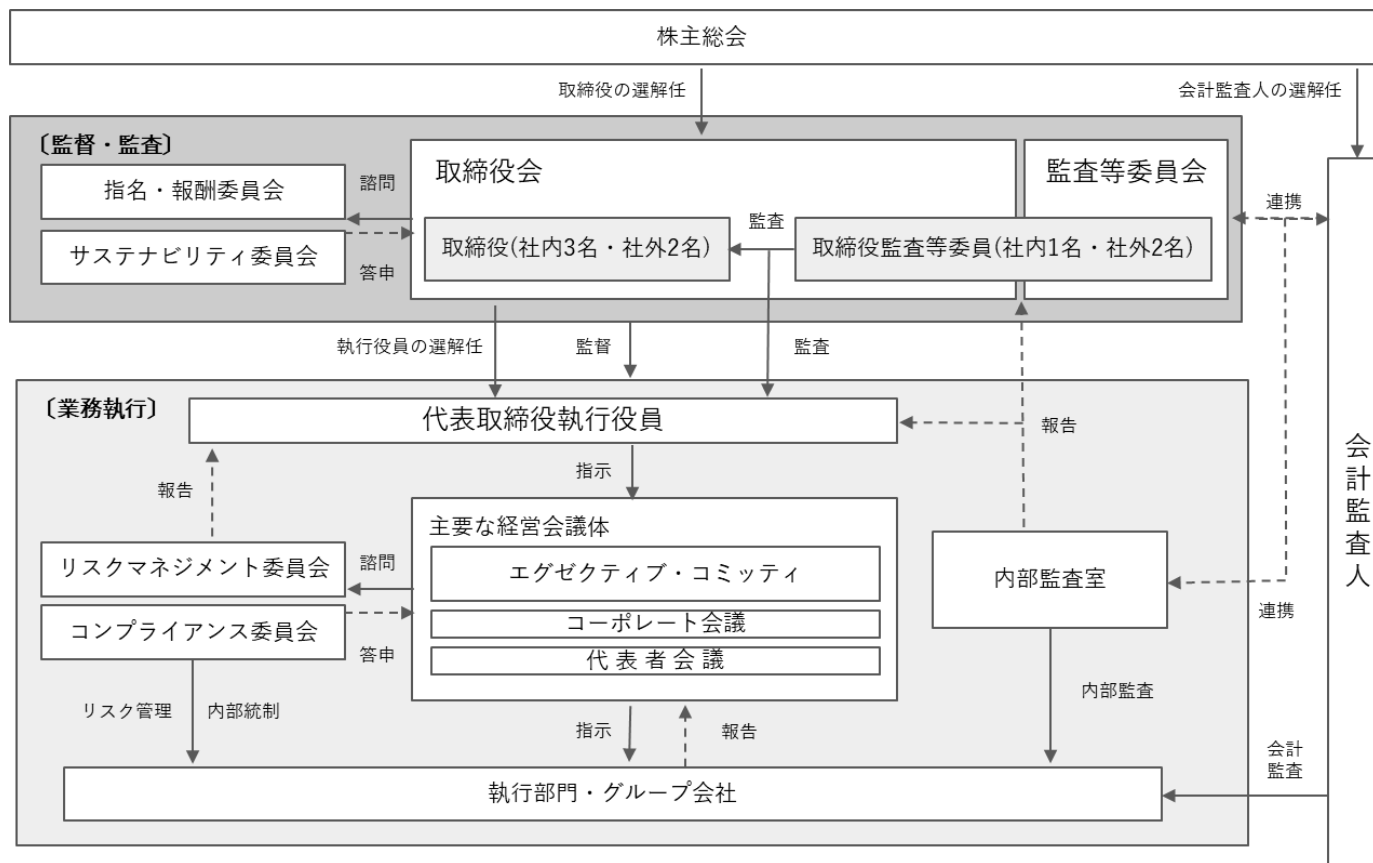 株主総会
取締役の選解任
会計監査人の選解任
〔監督・監査〕
指名・報酬委員会
サステナビリティ委員会
諮問
答申
取締役会
監査等委員会
監査
取締役(社内3名・社外2名)
取締役監査等委員(社内1名・社外2名)
連携
執行役員の選解任
監督
監査
〔業務執行〕
代表取締役執行役員
報告
指示
報告
主要な経営会議体
エグゼクティブ・コミッティ
コーポレート会議
代表者会議
リスクマネジメント委員会
コンプライアンス委員会
諮問
答申
内部監査室
連携
会計監査人
リスク管理
内部統制
指示
報告
内部監査
会計
監査
執行部門・グループ会社